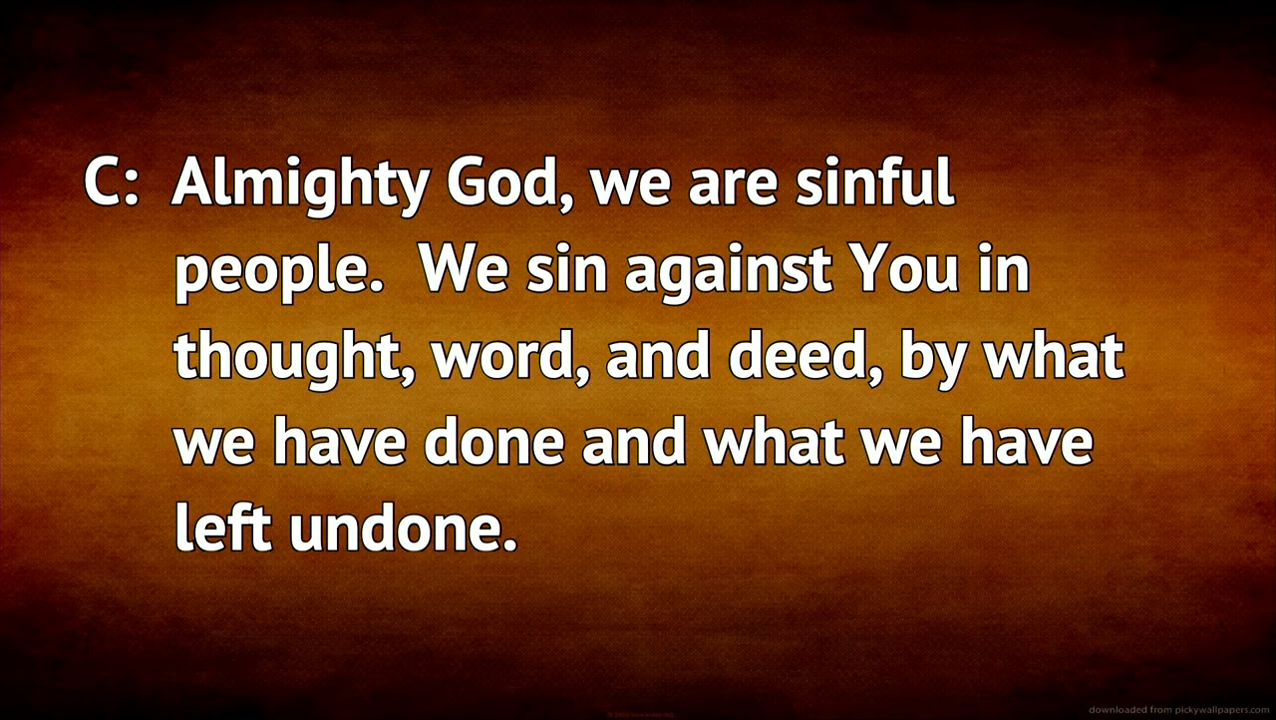 C:  Almighty God, we are sinful
people.  We sin against You in
thought, word, and deed, by what
we have done and what we have
left undone.
downloaded from pickywallpapers.com